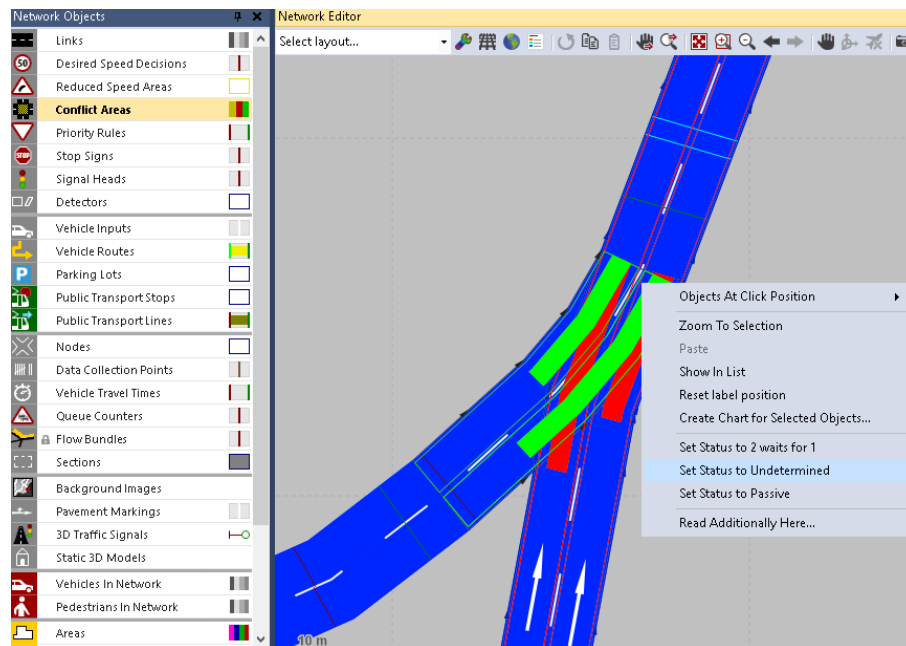 Network Objects
Links
50
Desired Speed Decisions
Reduced Speed Areas
Conflict Areas
Priority Rules
STOP
Stop Signs
Signal Heads
Detectors
Vehicle Inputs
Vehicle Routes
P
Parking Lots
Public Transport Stops
Public Transport Lines
Nodes
Data Collection Points
Vehicle Travel Times
Queue Counters
Flow Bundles
Sections
Background Images
Pavement Markings
3D Traffic Signals
Static 3D Models
Vehicles In Network
Pedestrians In Network
Areas
Network Editor
Select layout...
Objects At Click Position
Zoom To Selection
Paste
Show In List
Reset label position
Create Chart for Selected Objects...
Set Status to 2 waits for 1
Set Status to Undetermined
Set Status to Passive
Read Additionally Here...
10 m